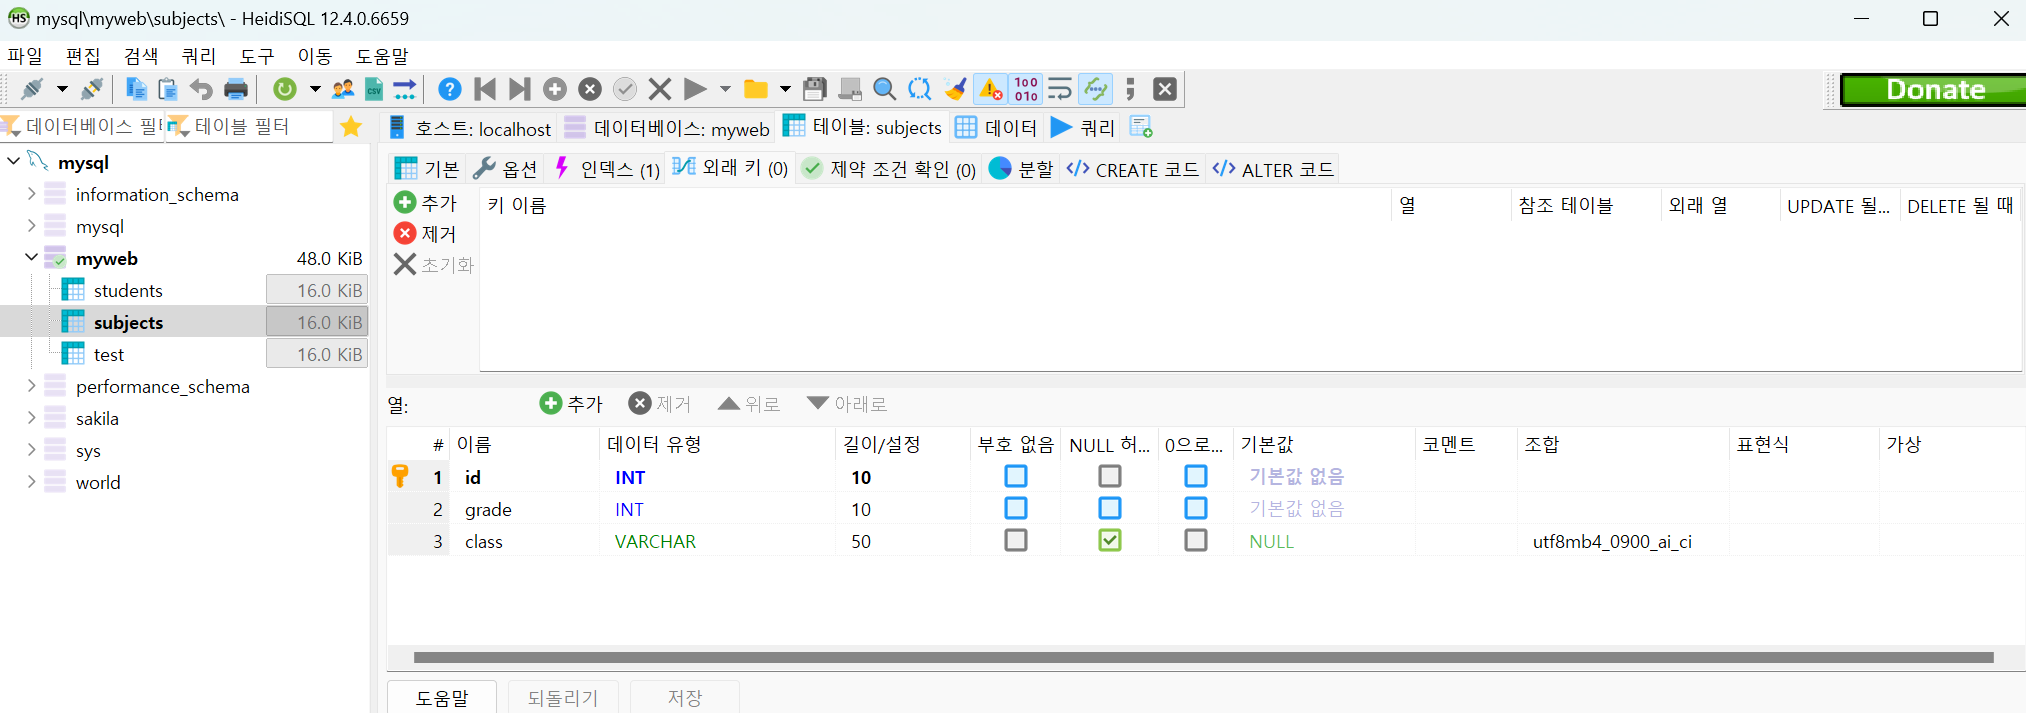 mysql\myweb\subjects\ - HeidiSQL 12.4.0.6659
파일 편집 검색 쿼리 도구 이동 도움말
Donate
데이터베이스 필터 테이블 필터
호스트: localhost 데이터베이스: myweb 테이블: subjects 데이터 쿼리
mysql
information_schema
mysql
myweb 48.0 KiB
students 16.0 KiB
subjects 16.0 KiB
test 16.0 KiB
performance_schema
sakila
sys
world
기본 옵션 인덱스 (1) 외래 키 (0) 제약 조건 확인 (0) 분할 CREATE 코드 ALTER 코드
추가
제거
초기화
키 이름 열 참조 테이블 외래 열 UPDATE 될... DELETE 될 때
열: 추가 제거 위로 아래로
# 이름 데이터 유형 길이/설정 부호 없음 NULL 허... 0으로... 기본값 코멘트 조합 표현식 가상
1 id INT 10 기본값 없음
2 grade INT 10 기본값 없음
3 class VARCHAR 50 NULL utf8mb4_0900_ai_ci
도움말 되돌리기 저장